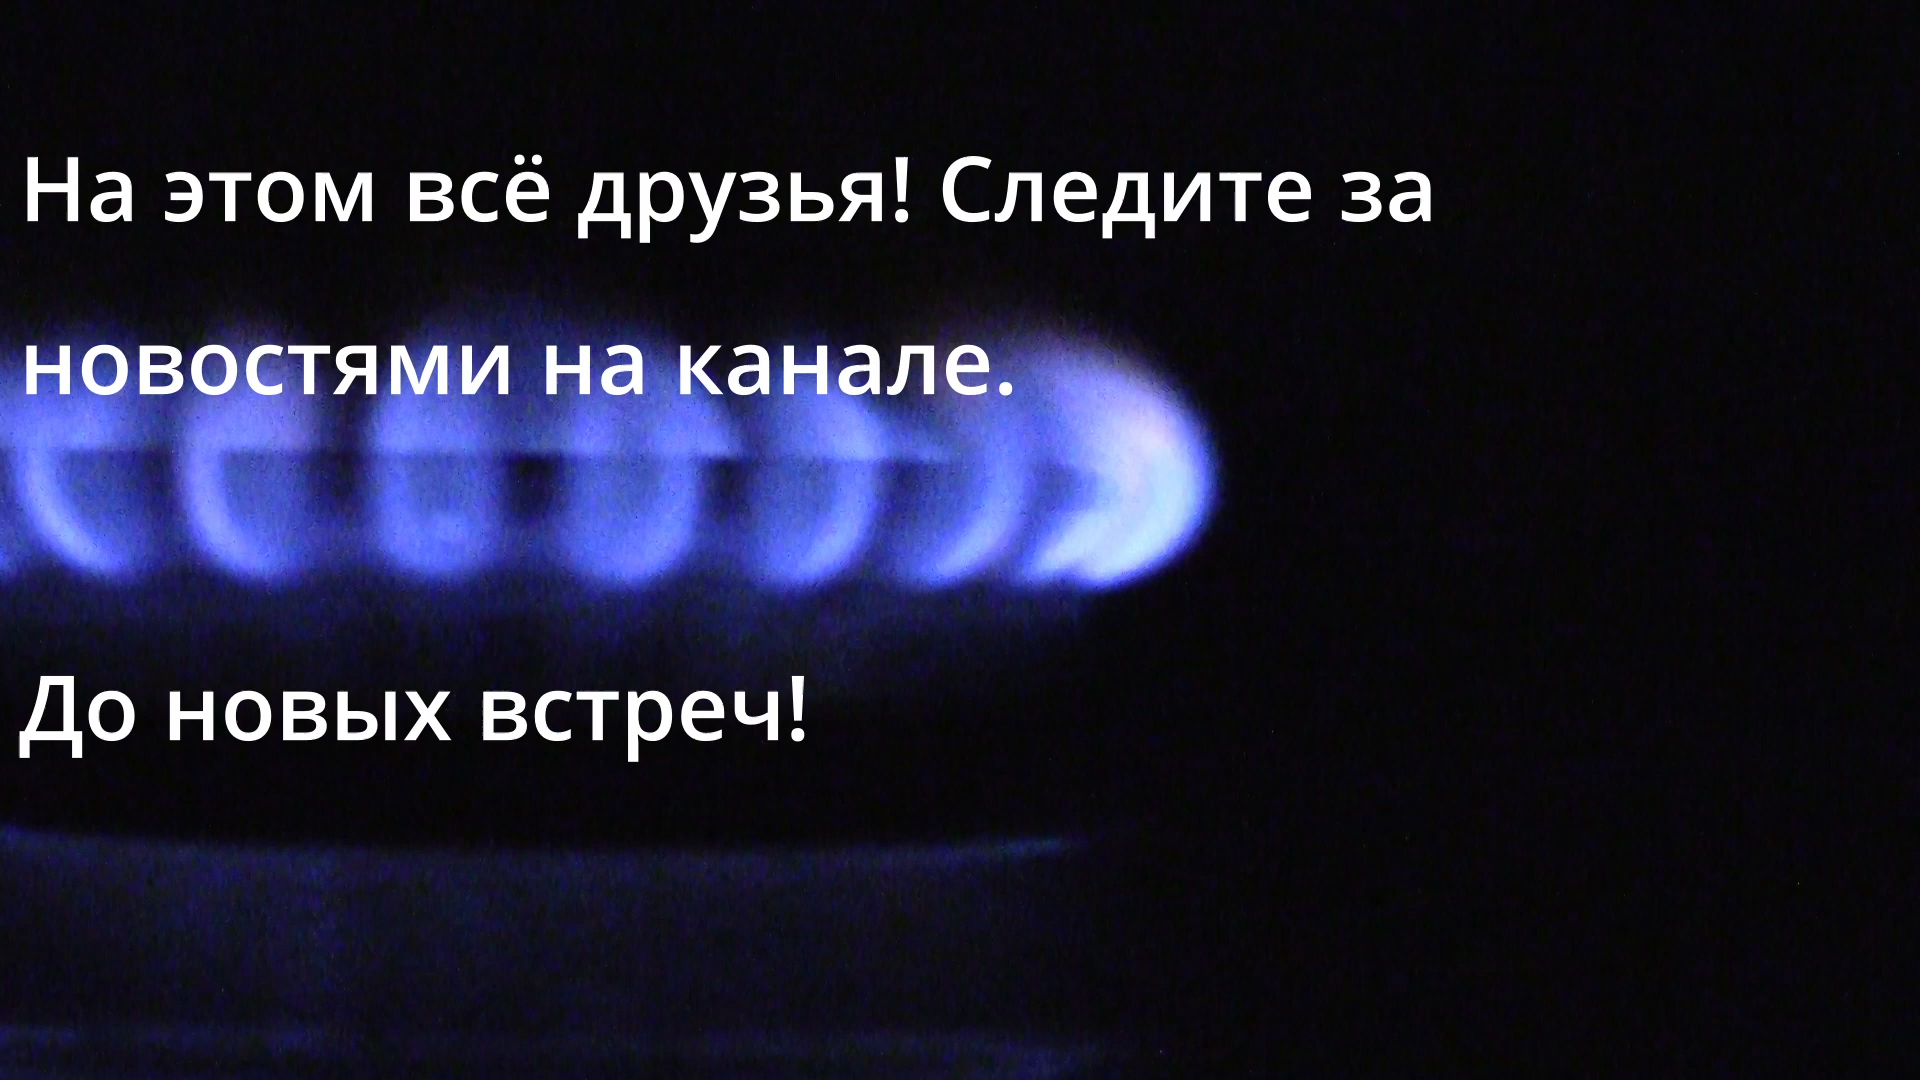 На этом всё друзья! Следите за
новостями на канале.
До новых встреч!